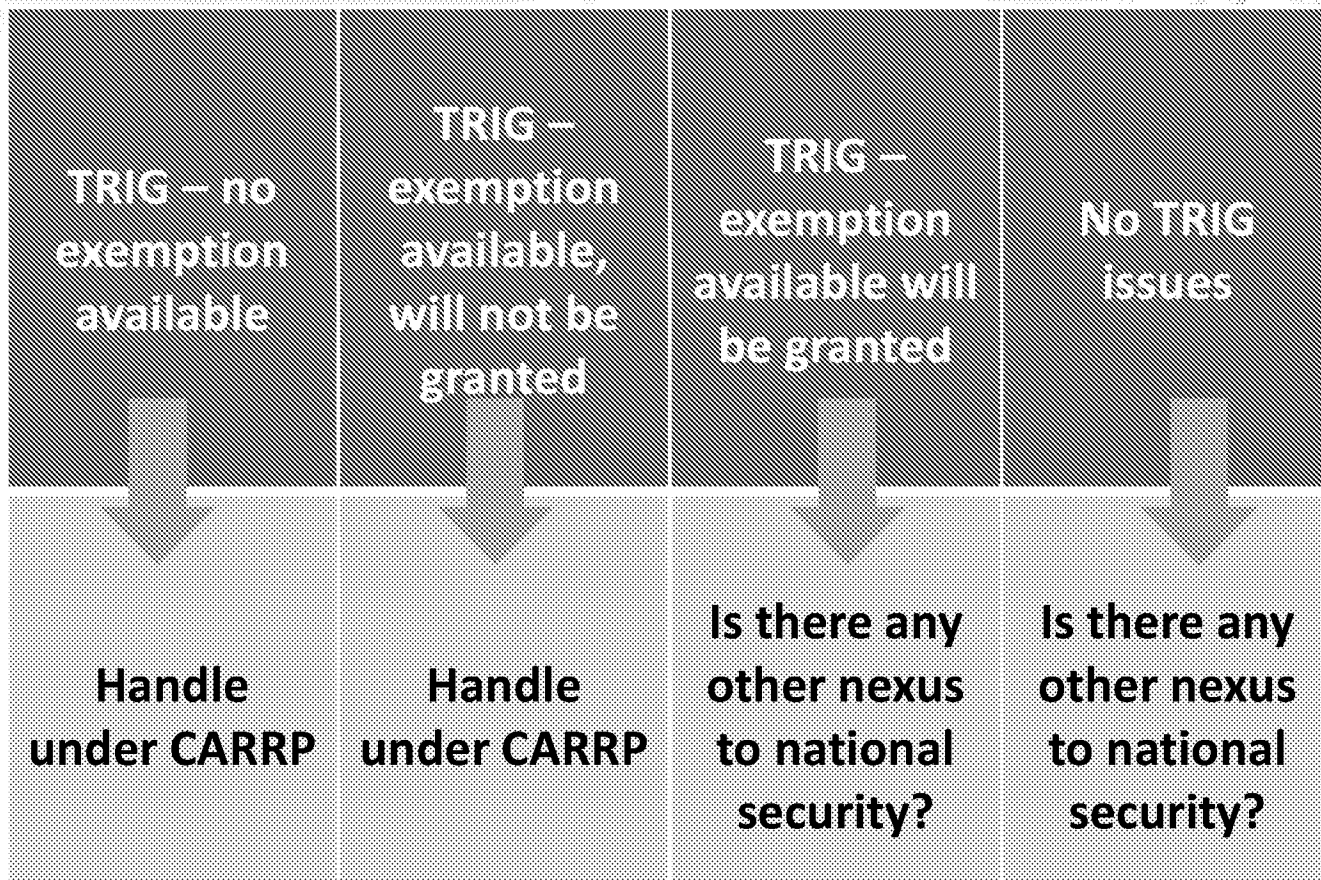 TRIG – no
exemption
available
TRIG –
exemption
available,
will not be
granted
TRIG –
exemption
available will
be granted
No TRIG
issues
Handle
under CARRP
Handle
under CARRP
Is there any
other nexus
to national
security?
Is there any
other nexus
to national
security?